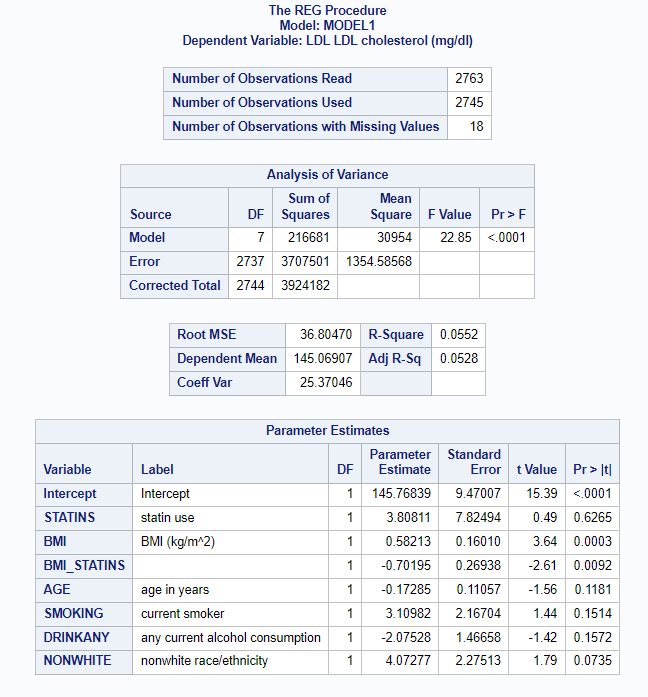 The REG Procedure
Model: MODEL1
Dependent Variable: LDL LDL cholesterol (mg/dl)
Number of Observations Read 2763
Number of Observations Used 2745
Number of Observations with Missing Values 18
Analysis of Variance
Source DF Sum of Squares Mean Square F Value Pr > F
Model 7 216681 30954 22.85 <.0001
Error 2737 3707501 1354.58568
Corrected Total 2744 3924182
Root MSE 36.80470 R-Square 0.0552
Dependent Mean 145.06907 Adj R-Sq 0.0528
Coeff Var 25.37046
Parameter Estimates
Variable Label DF Parameter Estimate Standard Error t Value Pr > |t|
Intercept Intercept 1 145.76839 9.47007 15.39 <.0001
STATINS statin use 1 3.80811 7.82494 0.49 0.6265
BMI BMI (kg/m^2) 1 0.58213 0.16010 3.64 0.0003
BMI_STATINS 1 -0.70195 0.26938 -2.61 0.0092
AGE age in years 1 -0.17285 0.11057 -1.56 0.1181
SMOKING current smoker 1 3.10982 2.16704 1.44 0.1514
DRINKANY any current alcohol consumption 1 -2.07528 1.46658 -1.42 0.1572
NONWHITE nonwhite race/ethnicity 1 4.07277 2.27513 1.79 0.0735